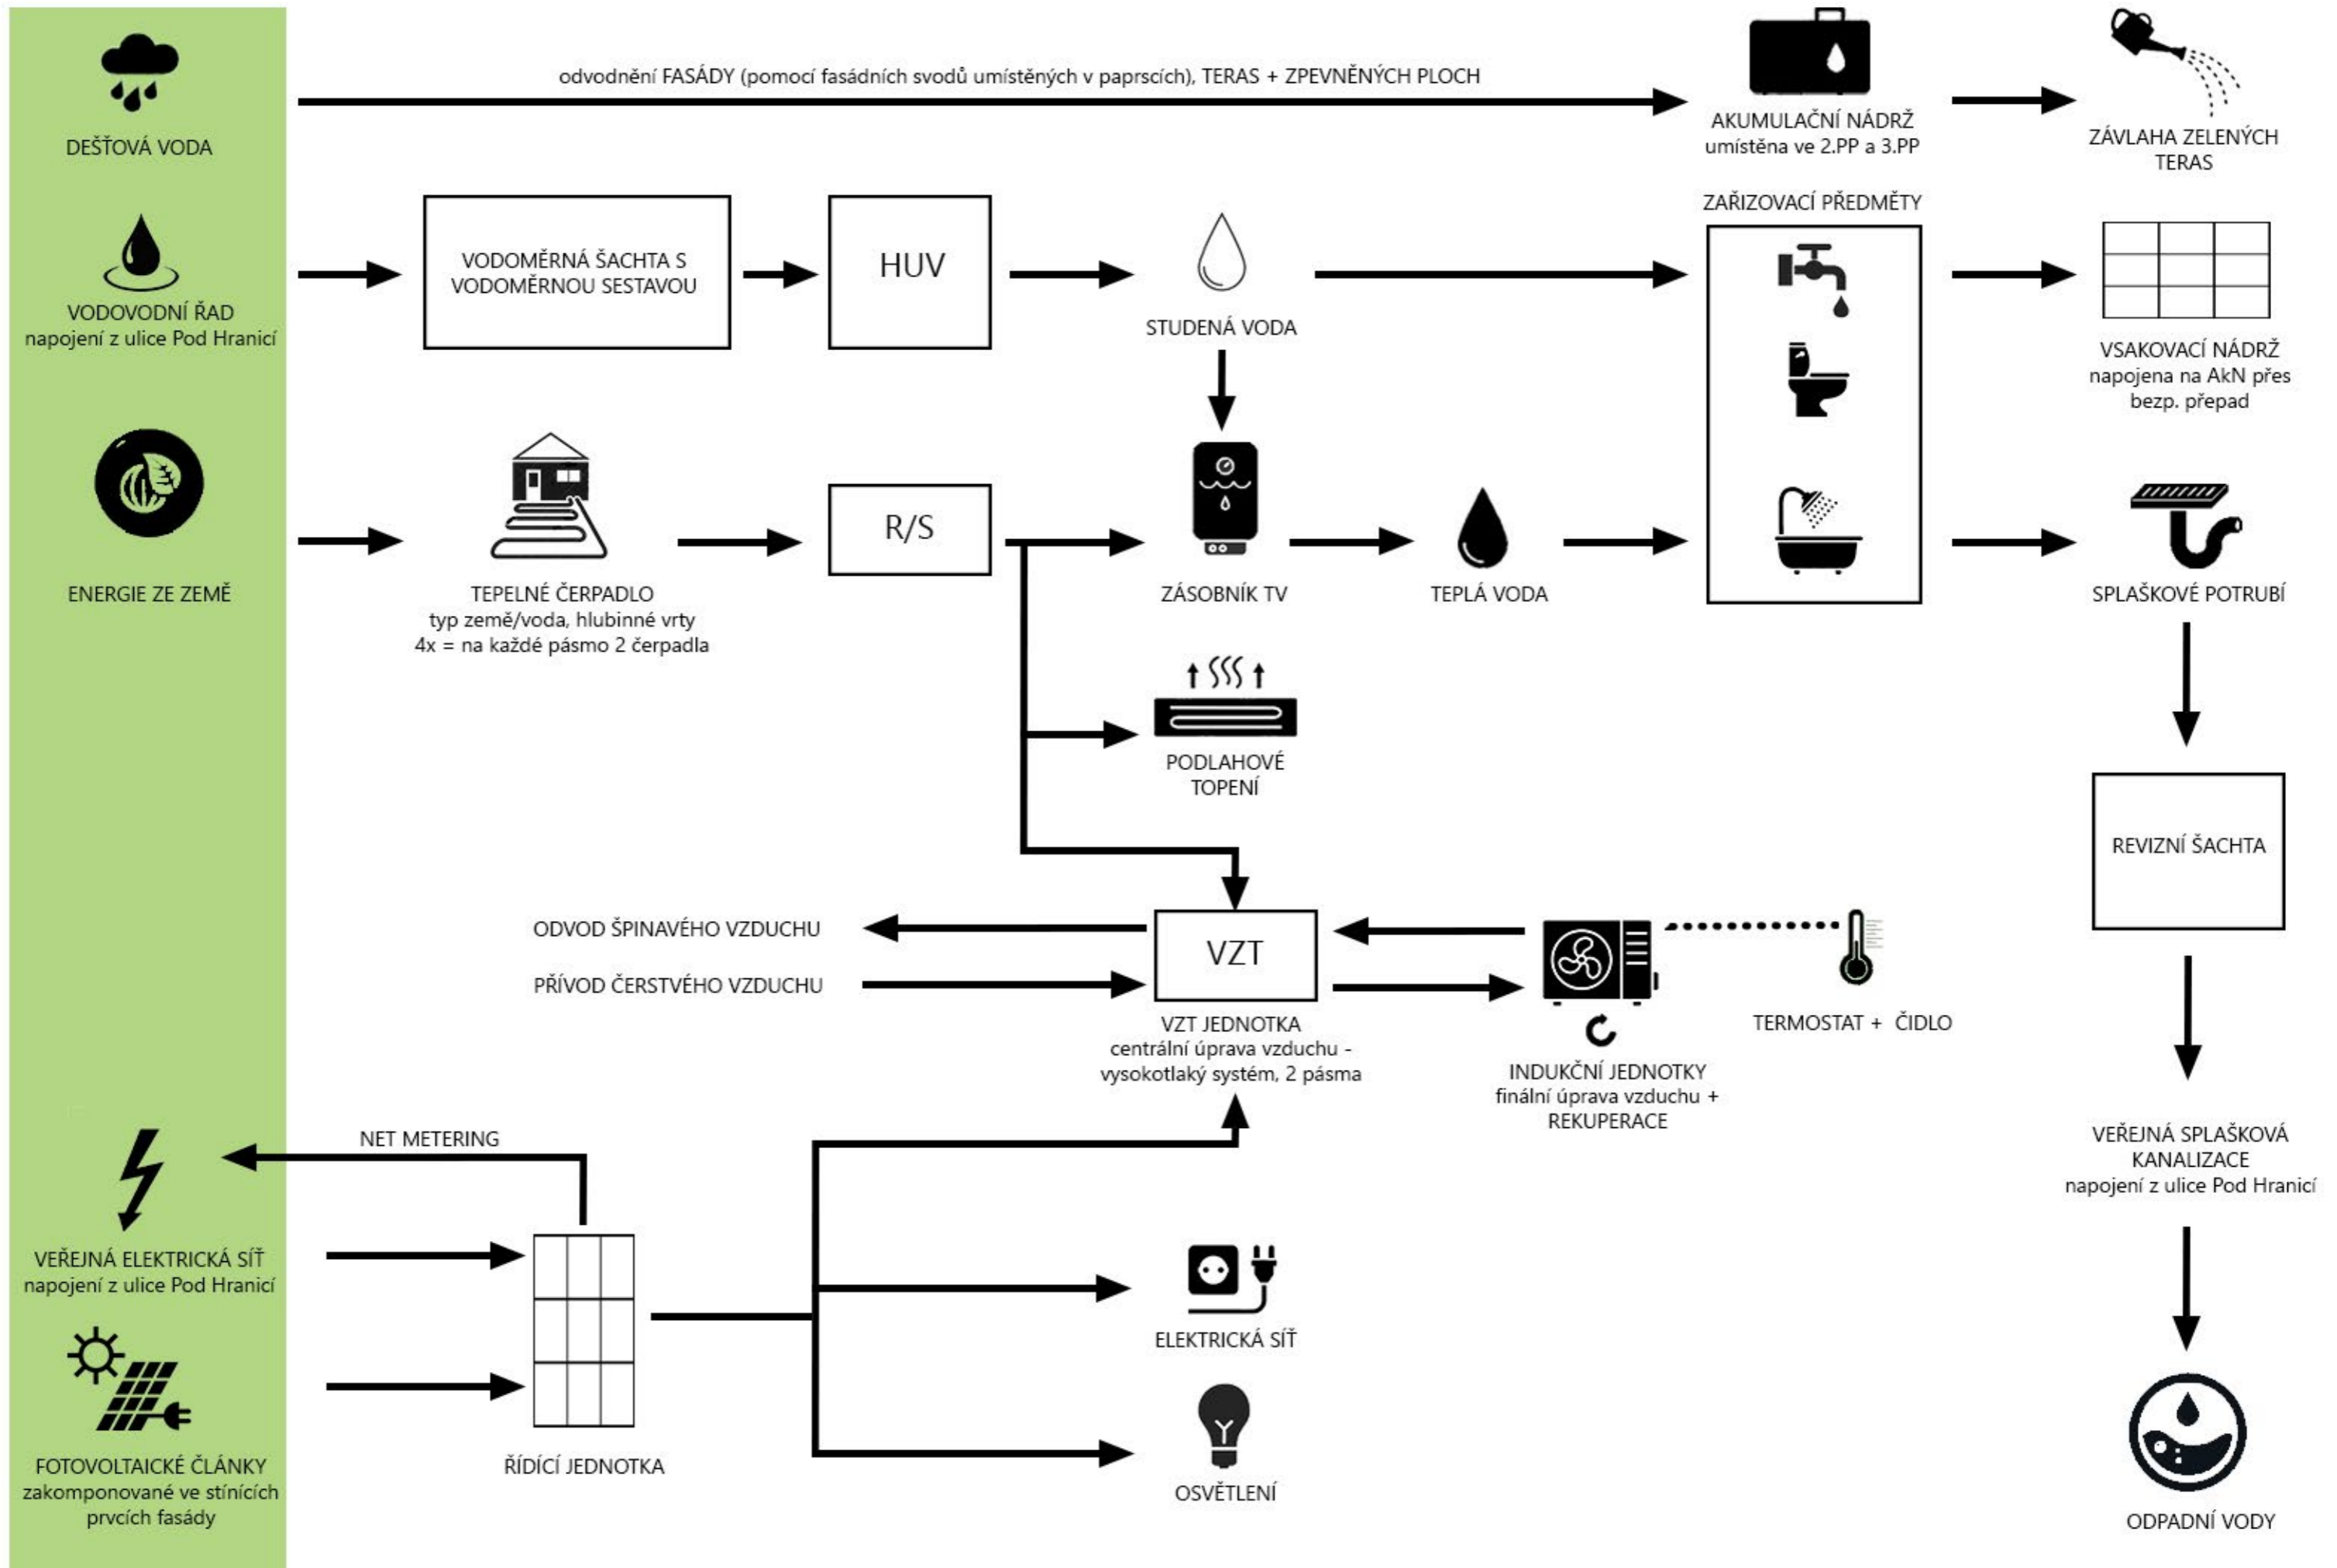 DEŠŤOVÁ VODA
odvodnění FASÁDY (pomocí fasádních svodů umístěných v paprscích), TERAS + ZPEVNĚNÝCH PLOCH
AKUMULAČNÍ NÁDRŽ
umístěna ve 2.PP a 3.PP
ZÁVLAHA ZELENÝCH
TERAS
VODOVODNÍ ŘAD
napojení z ulice Pod Hranicí
VODOMĚRNÁ ŠACHTA S
VODOMĚRNOU SESTAVOU
HUV
STUDENÁ VODA
ZAŘIZOVACÍ PŘEDMĚTY
VSAKOVACÍ NÁDRŽ
napojena na AkN přes
bezp. přepad
ENERGIE ZE ZEMĚ
TEPELNÉ ČERPADLO
typ země/voda, hlubinné vrty
4x = na každé pásmo 2 čerpadla
R/S
ZÁSOBNÍK TV
TEPLÁ VODA
SPLAŠKOVÉ POTRUBÍ
PODLAHOVÉ
TOPENÍ
REVIZNÍ ŠACHTA
ODVOD ŠPINAVÉHO VZDUCHU
PŘÍVOD ČERSTVÉHO VZDUCHU
VZT
VZT JEDNOTKA
centrální úprava vzduchu -
vysokotlaký systém, 2 pásma
INDUKČNÍ JEDNOTKY
finální úprava vzduchu +
REKUPERACE
TERMOSTAT + ČIDLO
VEŘEJNÁ SPLAŠKOVÁ
KANALIZACE
napojení z ulice Pod Hranicí
NET METERING
VEŘEJNÁ ELEKTRICKÁ SÍŤ
napojení z ulice Pod Hranicí
FOTOVOLTAICKÉ ČLÁNKY
zakomponované ve stínících
prvcích fasády
ŘÍDÍCÍ JEDNOTKA
ELEKTRICKÁ SÍŤ
OSVĚTLENÍ
ODPADNÍ VODY